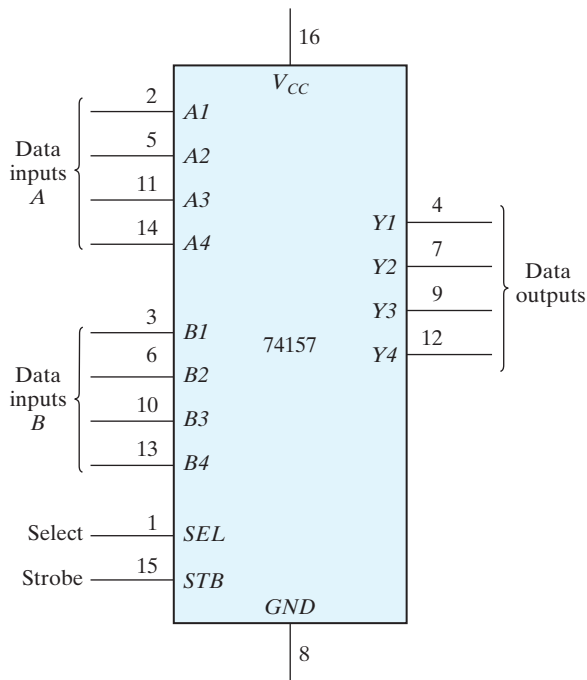 16
V_CC
2
A1
5
A2
11
A3
14
A4
Data
inputs
A
Y1
4
Y2
7
Y3
9
Y4
12
Data
outputs
74157
3
B1
6
B2
10
B3
13
B4
Data
inputs
B
Select
1
SEL
Strobe
15
STB
GND
8